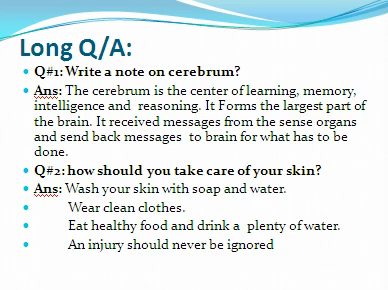 Long Q/A:
Q#1: Write a note on cerebrum?
Ans: The cerebrum is the center of learning, memory,
intelligence and reasoning. It Forms the largest part of
the brain. It received messages from the sense organs
and send back messages to brain for what has to be
done.
Q#2: how should you take care of your skin?
Ans: Wash your skin with soap and water.
Wear clean clothes.
Eat healthy food and drink a plenty of water.
An injury should never be ignored